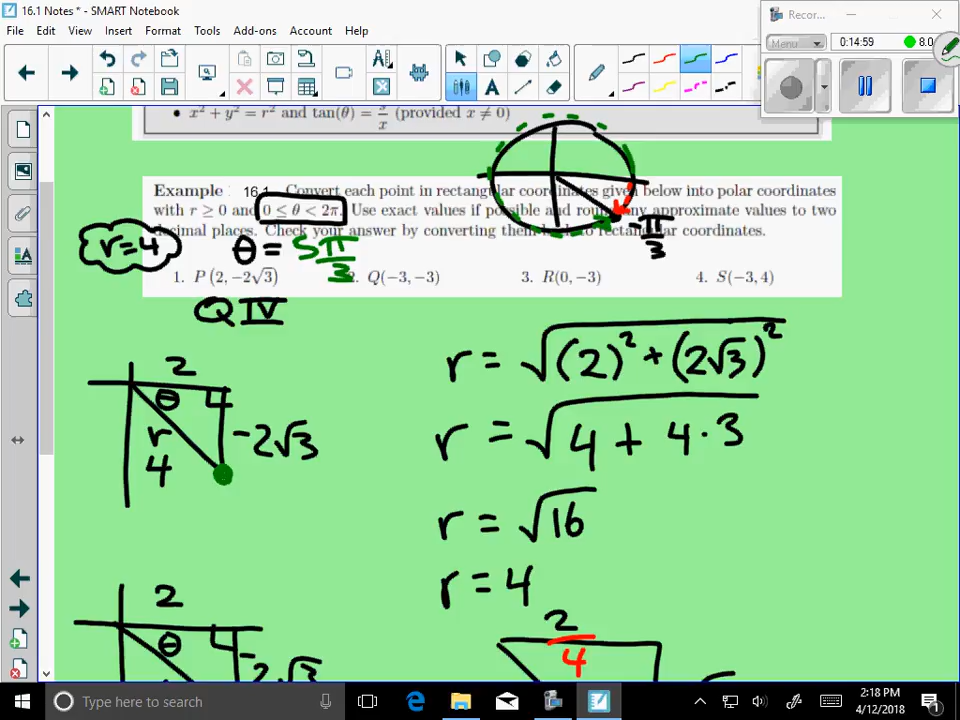 16.1 Notes * - SMART Notebook
File Edit View Insert Format Tools Add-ons Account Help
Recor...
Menu
0:14:59
8.0
• x² + y² = r² and tan(θ) = y/x (provided x ≠ 0)
Example 16.1 Convert each point in rectangular coordinates given below into polar coordinates
with r ≥ 0 and 0 ≤ θ < 2π. Use exact values if possible and round any approximate values to two
decimal places. Check your answer by converting them back to rectangular coordinates.
r=4
θ = 5π/3
-π/3
1. P(2, −2√3)
2. Q(−3, −3)
3. R(0, −3)
4. S(−3, 4)
Q IV
2
θ
r
4
-2√3
r = √(2)² + (2√3)²
r = √4 + 4·3
r = √16
r = 4
2
θ
2/4
Type here to search
2:18 PM
4/12/2018
1